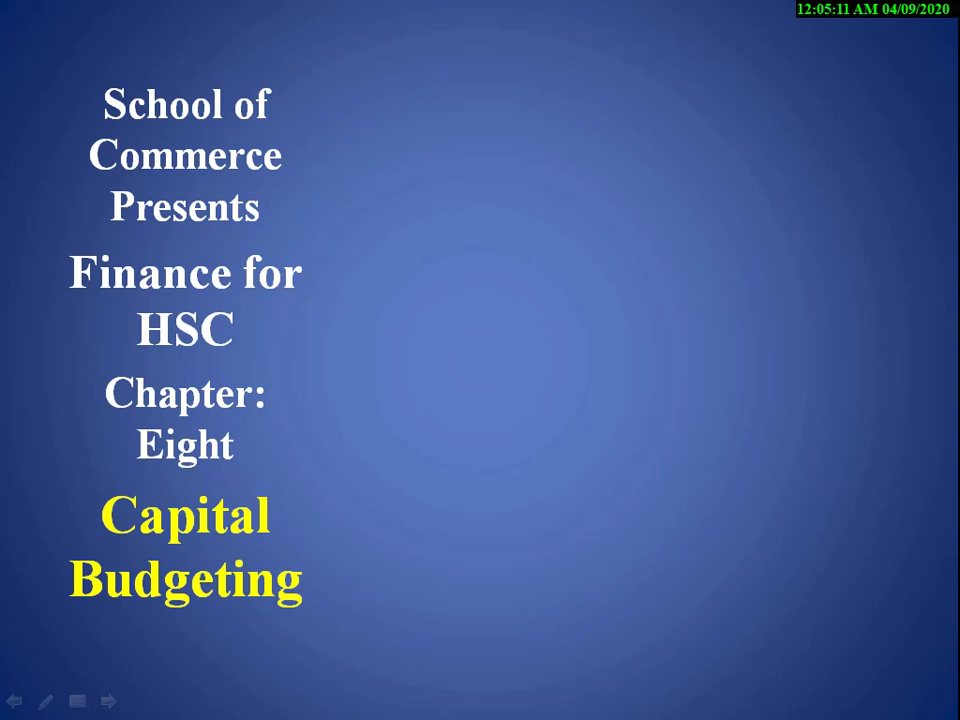 12:05:11 AM 04/09/2020
School of
Commerce
Presents
Finance for
HSC
Chapter:
Eight
Capital
Budgeting